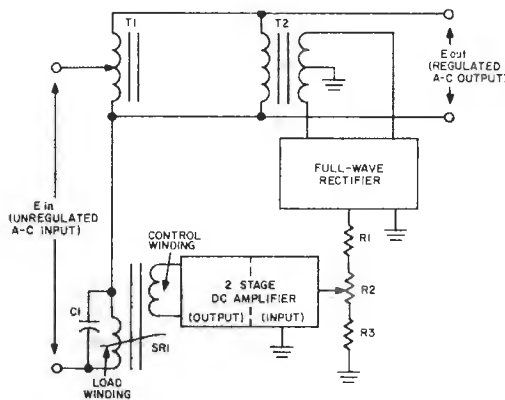 T1
T2
E out
(REGULATED
A-C OUTPUT)
FULL-WAVE
RECTIFIER
E in
(UNREGULATED
A-C INPUT)
CONTROL
WINDING
R1
2 STAGE
DC AMPLIFIER
(OUTPUT)
(INPUT)
R2
C1
SR1
R3
LOAD
WINDING